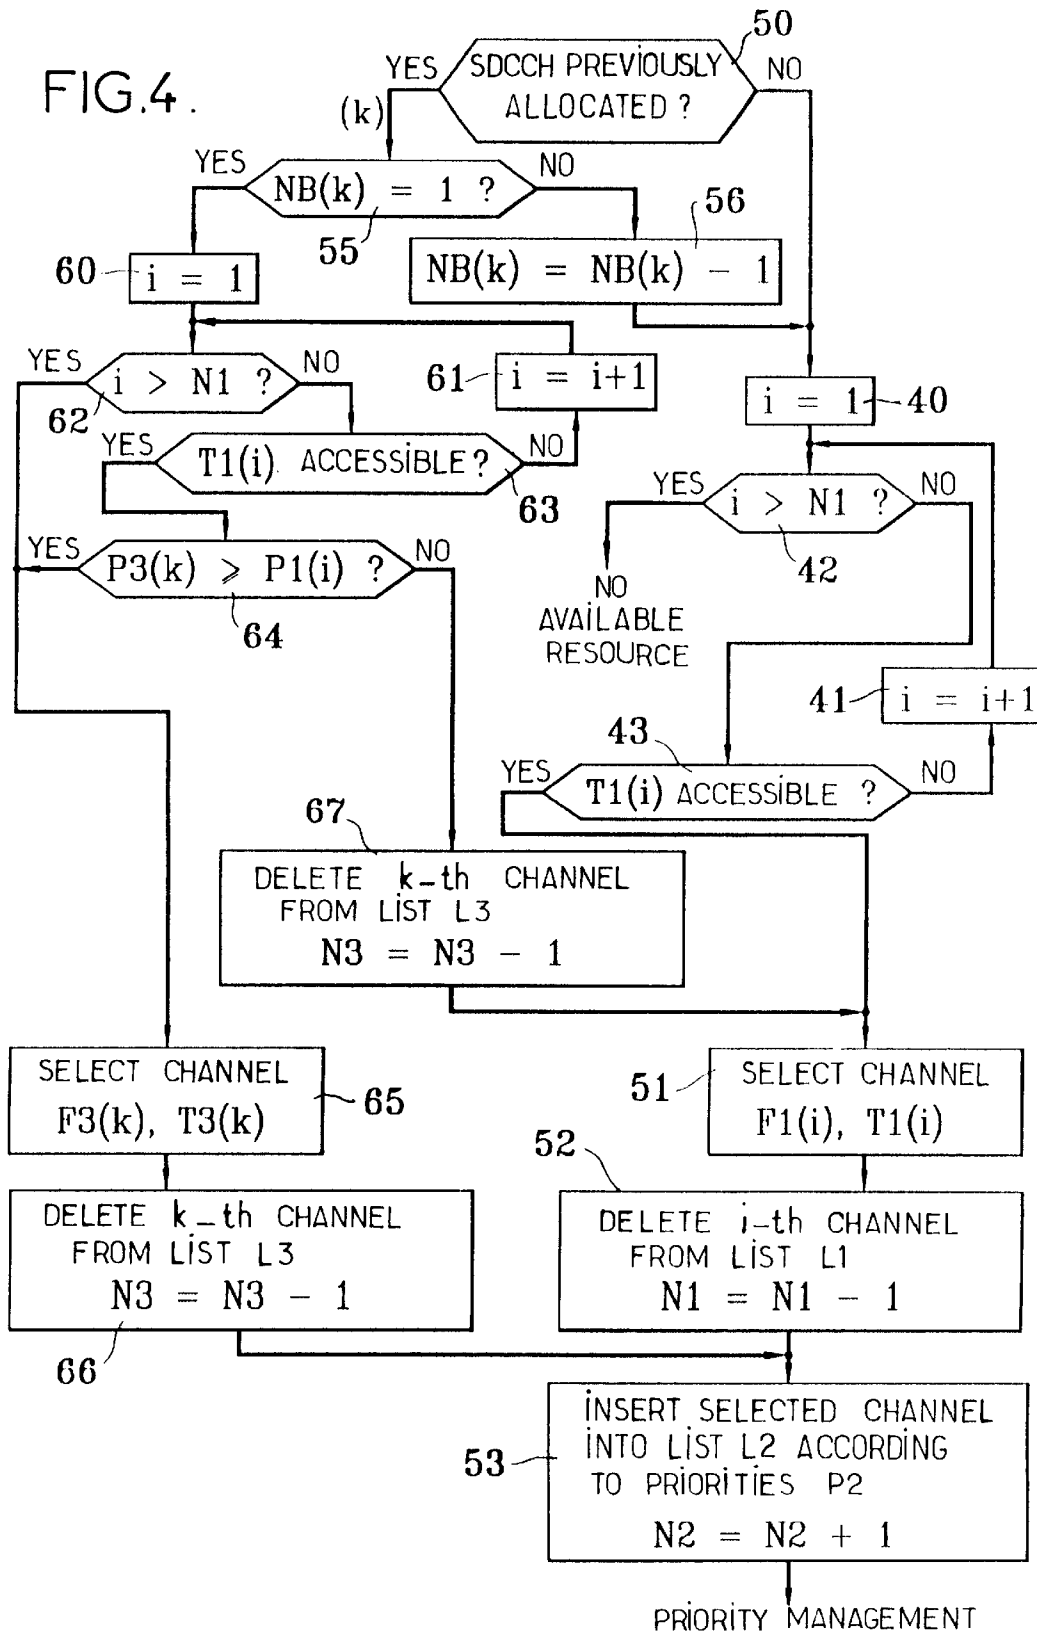 FIG.4.
50
YES
SDCCH PREVIOUSLY
ALLOCATED ?
NO
(k)
YES
NB(k) = 1 ?
NO
55
56
NB(k) = NB(k) - 1
60
i = 1
YES
i > N1 ?
NO
62
61
i = i+1
i = 1
40
YES
T1(i) ACCESSIBLE?
NO
63
YES
i > N1 ?
NO
42
NO
AVAILABLE
RESOURCE
YES
P3(k) ⩾ P1(i) ?
NO
64
41
i = i+1
43
YES
T1(i) ACCESSIBLE ?
NO
67
DELETE k-th CHANNEL
FROM LIST L3
N3 = N3 - 1
SELECT CHANNEL
F3(k), T3(k)
65
51
SELECT CHANNEL
F1(i), T1(i)
52
DELETE k-th CHANNEL
FROM LIST L3
N3 = N3 - 1
66
DELETE i-th CHANNEL
FROM LIST L1
N1 = N1 - 1
53
INSERT SELECTED CHANNEL
INTO LIST L2 ACCORDING
TO PRIORITIES P2
N2 = N2 + 1
PRIORITY MANAGEMENT